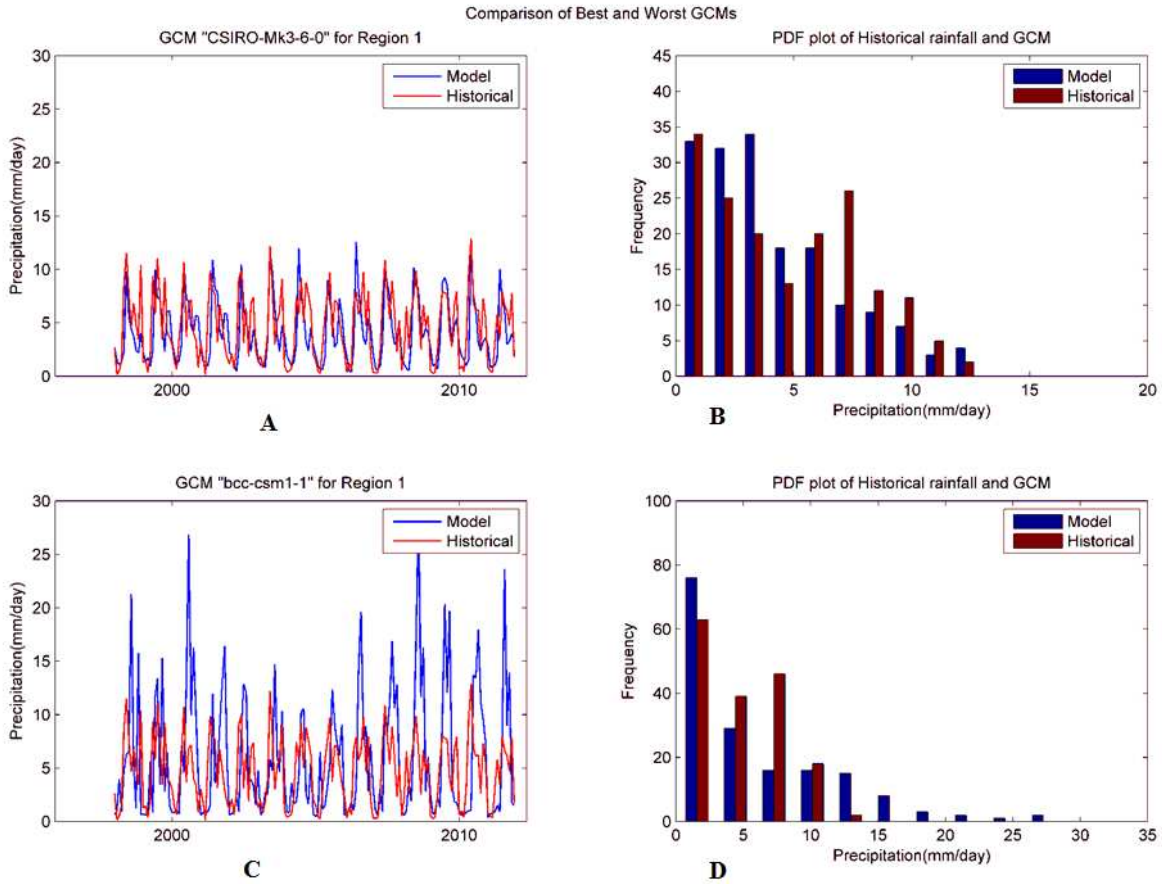 Comparison of Best and Worst GCMs
GCM "CSIRO-Mk3-6-0" for Region 1
30
25
20
15
10
5
0
Precipitation(mm/day)
Model
Historical
2000
2010
A
PDF plot of Historical rainfall and GCM
45
40
35
30
25
20
15
10
5
0
Frequency
Model
Historical
0
5
10
15
20
Precipitation(mm/day)
B
GCM "bcc-csm1-1" for Region 1
30
25
20
15
10
5
0
Precipitation(mm/day)
Model
Historical
2000
2010
C
PDF plot of Historical rainfall and GCM
100
80
60
40
20
0
Frequency
Model
Historical
0
5
10
15
20
25
30
35
Precipitation(mm/day)
D